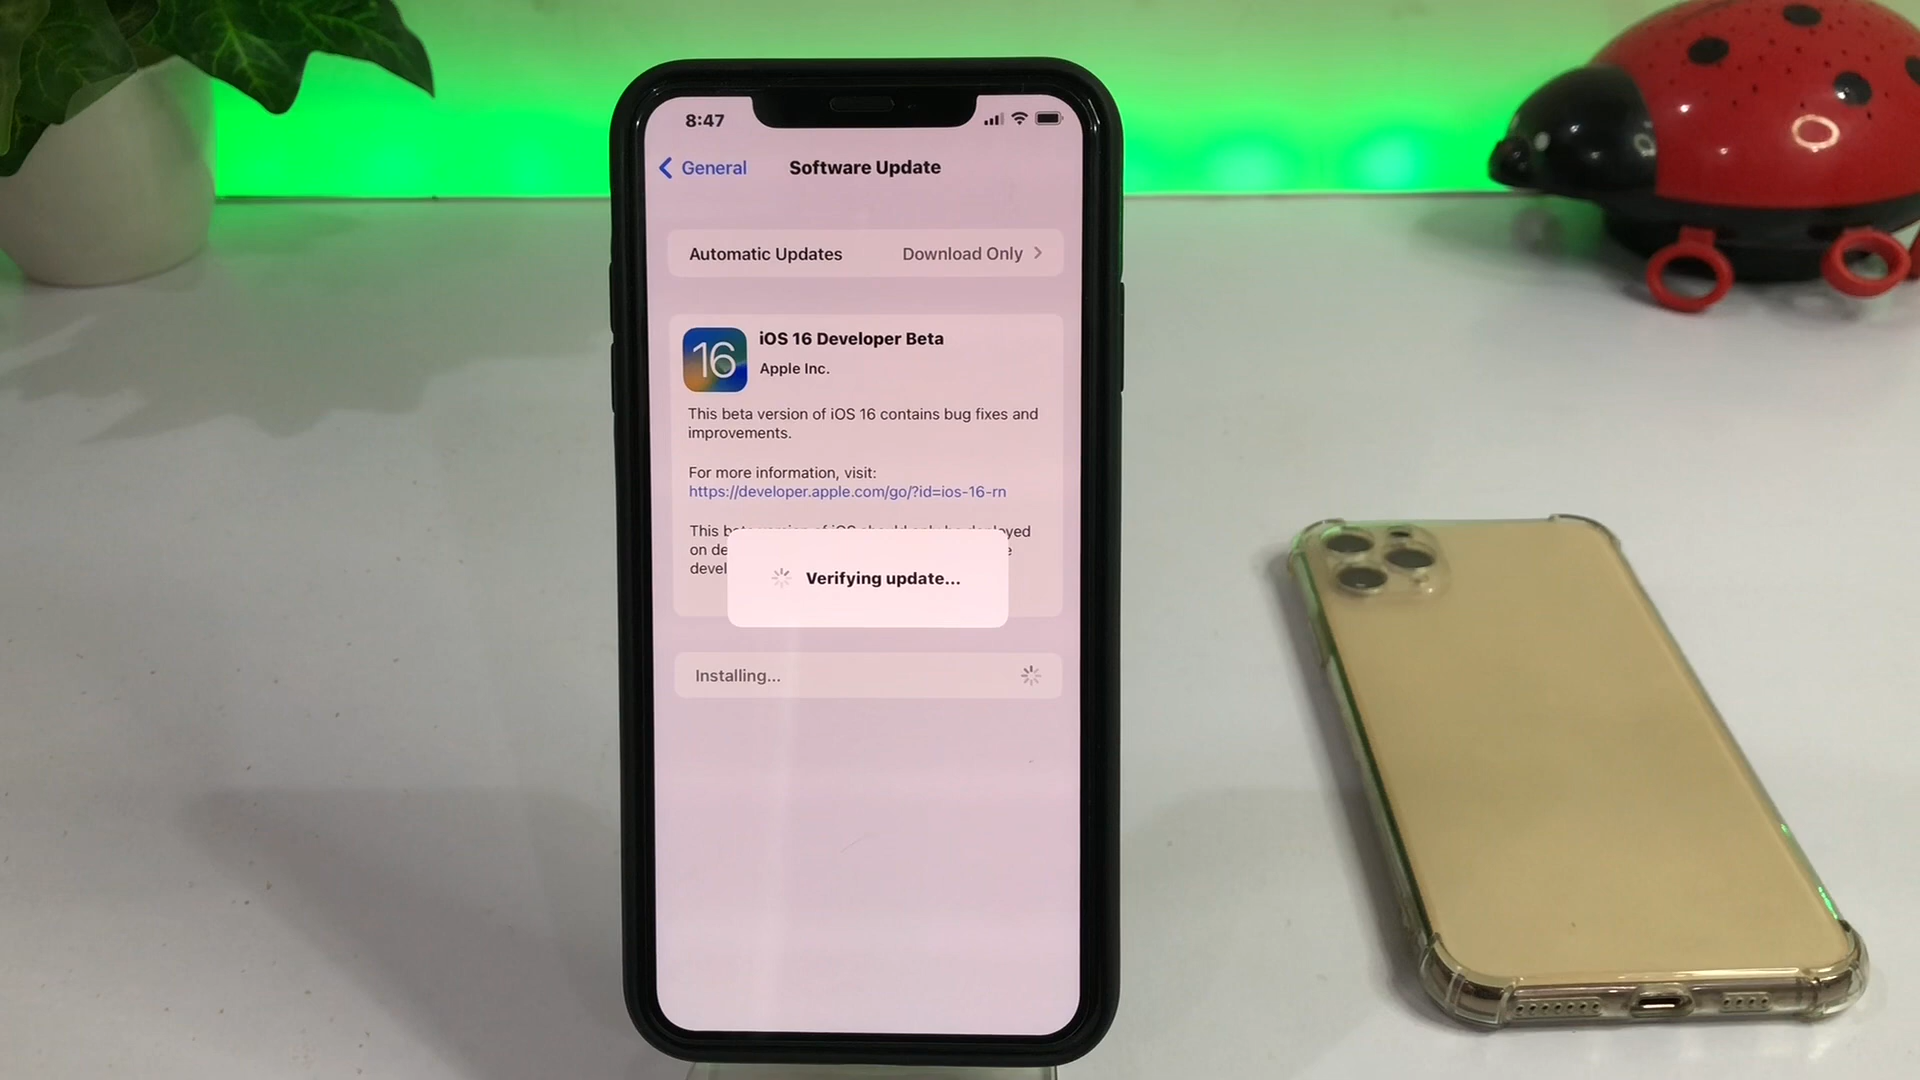 8:47
General
Software Update
Automatic Updates Download Only
16
iOS 16 Developer Beta
Apple Inc.
This beta version of iOS 16 contains bug fixes and
improvements.
For more information, visit:
https://developer.apple.com/go/?id=ios-16-rn
This beta version of iOS should only be deployed
on de
devel
Verifying update...
Installing...